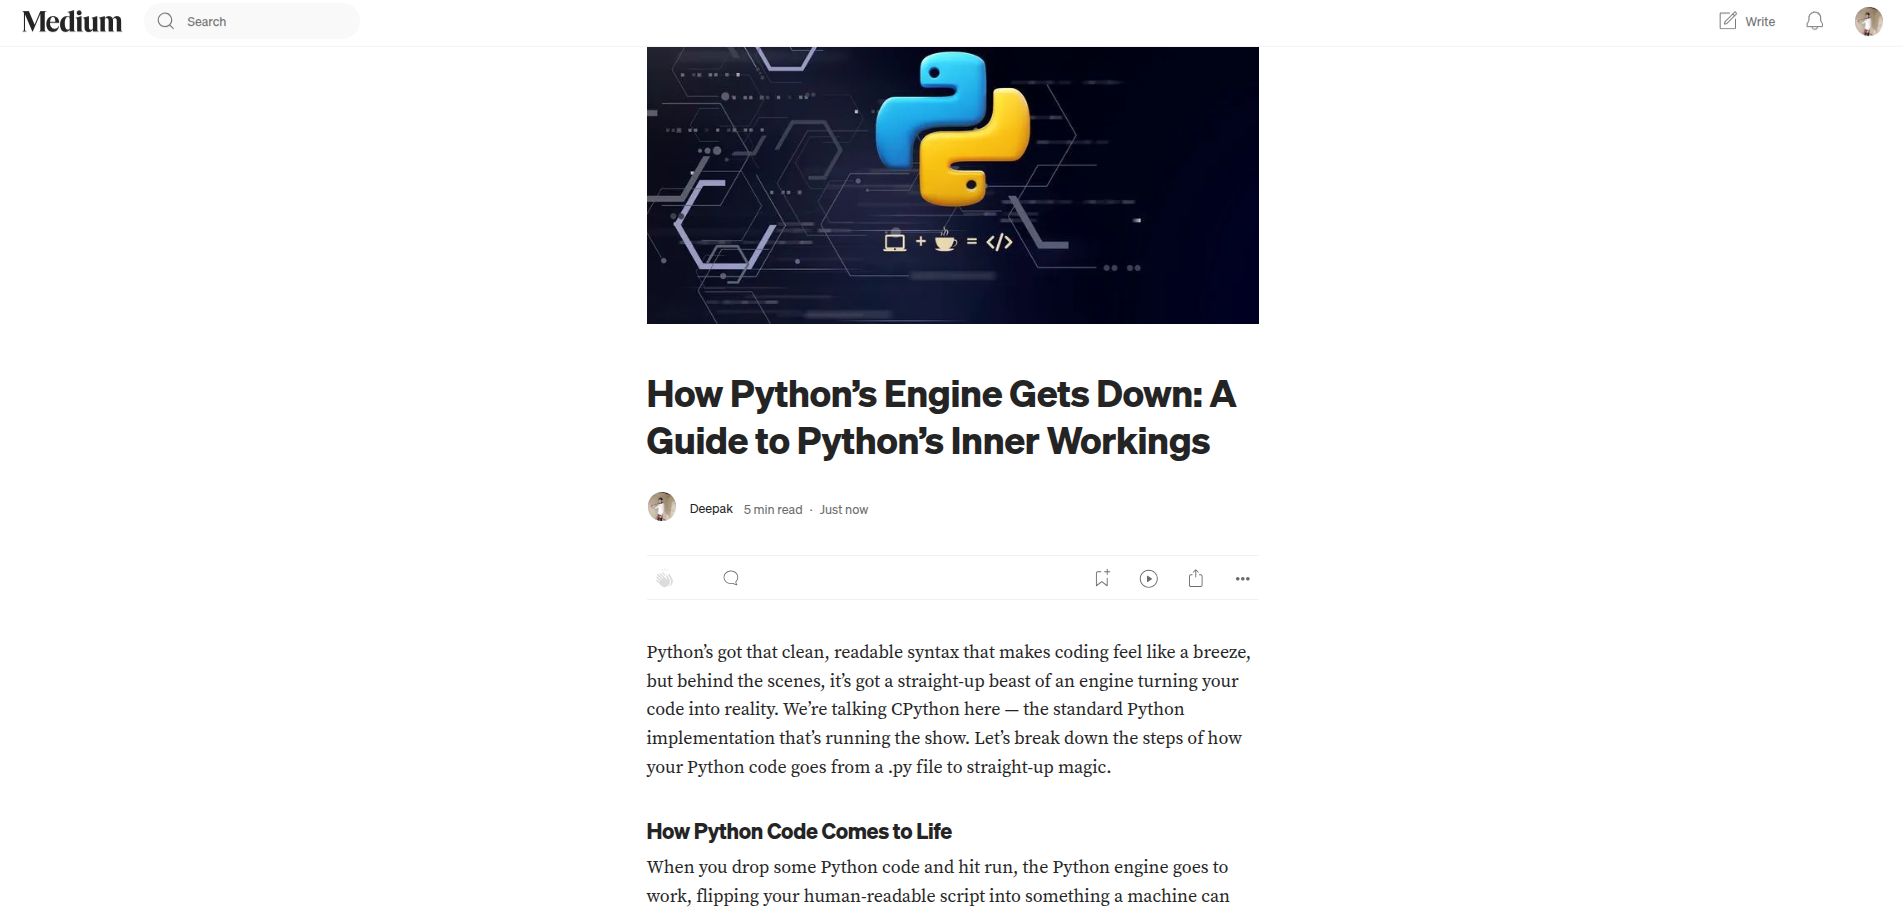 Medium
Search
Write
+ = </>
How Python’s Engine Gets Down: A
Guide to Python’s Inner Workings
Deepak 5 min read · Just now
Python’s got that clean, readable syntax that makes coding feel like a breeze,
but behind the scenes, it’s got a straight-up beast of an engine turning your
code into reality. We’re talking CPython here — the standard Python
implementation that’s running the show. Let’s break down the steps of how
your Python code goes from a .py file to straight-up magic.
How Python Code Comes to Life
When you drop some Python code and hit run, the Python engine goes to
work, flipping your human-readable script into something a machine can